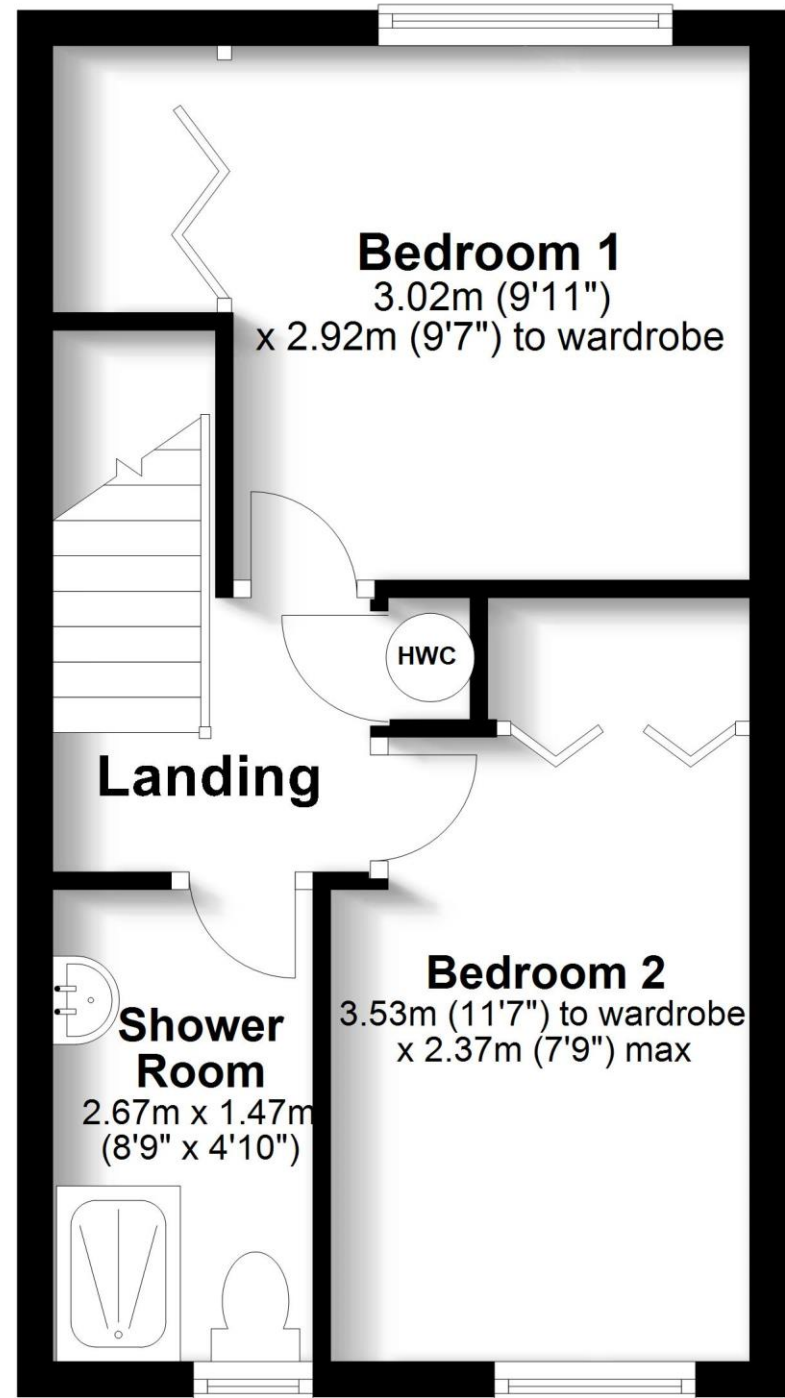 Bedroom 1
3.02m (9'11")
x 2.92m (9'7") to wardrobe
HWC
Landing
Bedroom 2
3.53m (11'7") to wardrobe
x 2.37m (7'9") max
Shower
Room
2.67m x 1.47m
(8'9" x 4'10")